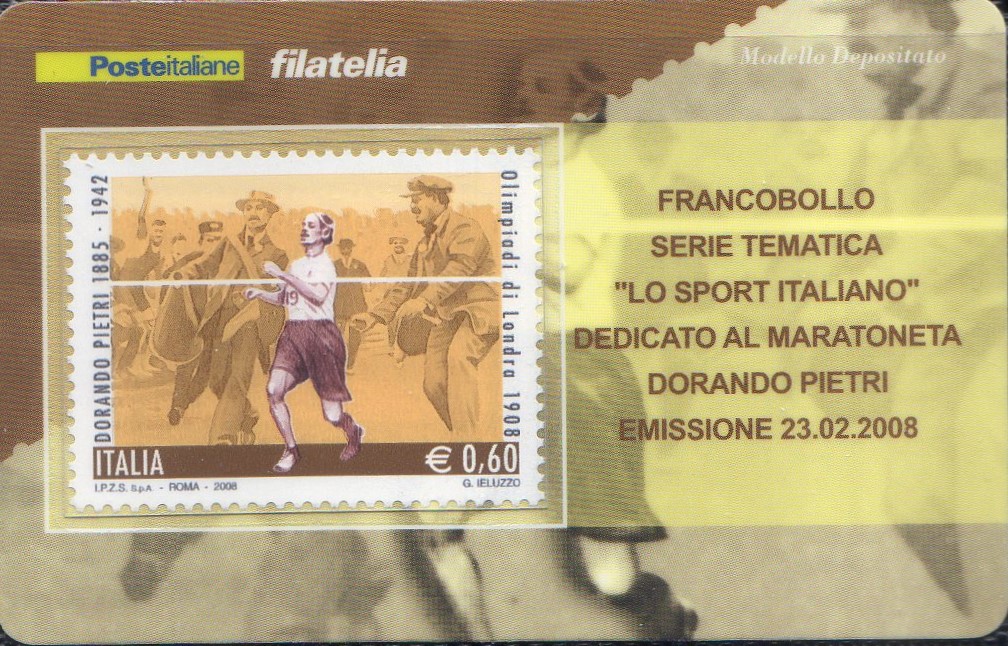 Posteitaliane filatelia
Modello Depositato
DORANDO PIETRI 1885 - 1942
Olimpiadi di Londra 1908
19
ITALIA
€ 0,60
I.P.Z.S. S.p.A. - ROMA - 2008
G. IELUZZO
FRANCOBOLLO
SERIE TEMATICA
"LO SPORT ITALIANO"
DEDICATO AL MARATONETA
DORANDO PIETRI
EMISSIONE 23.02.2008